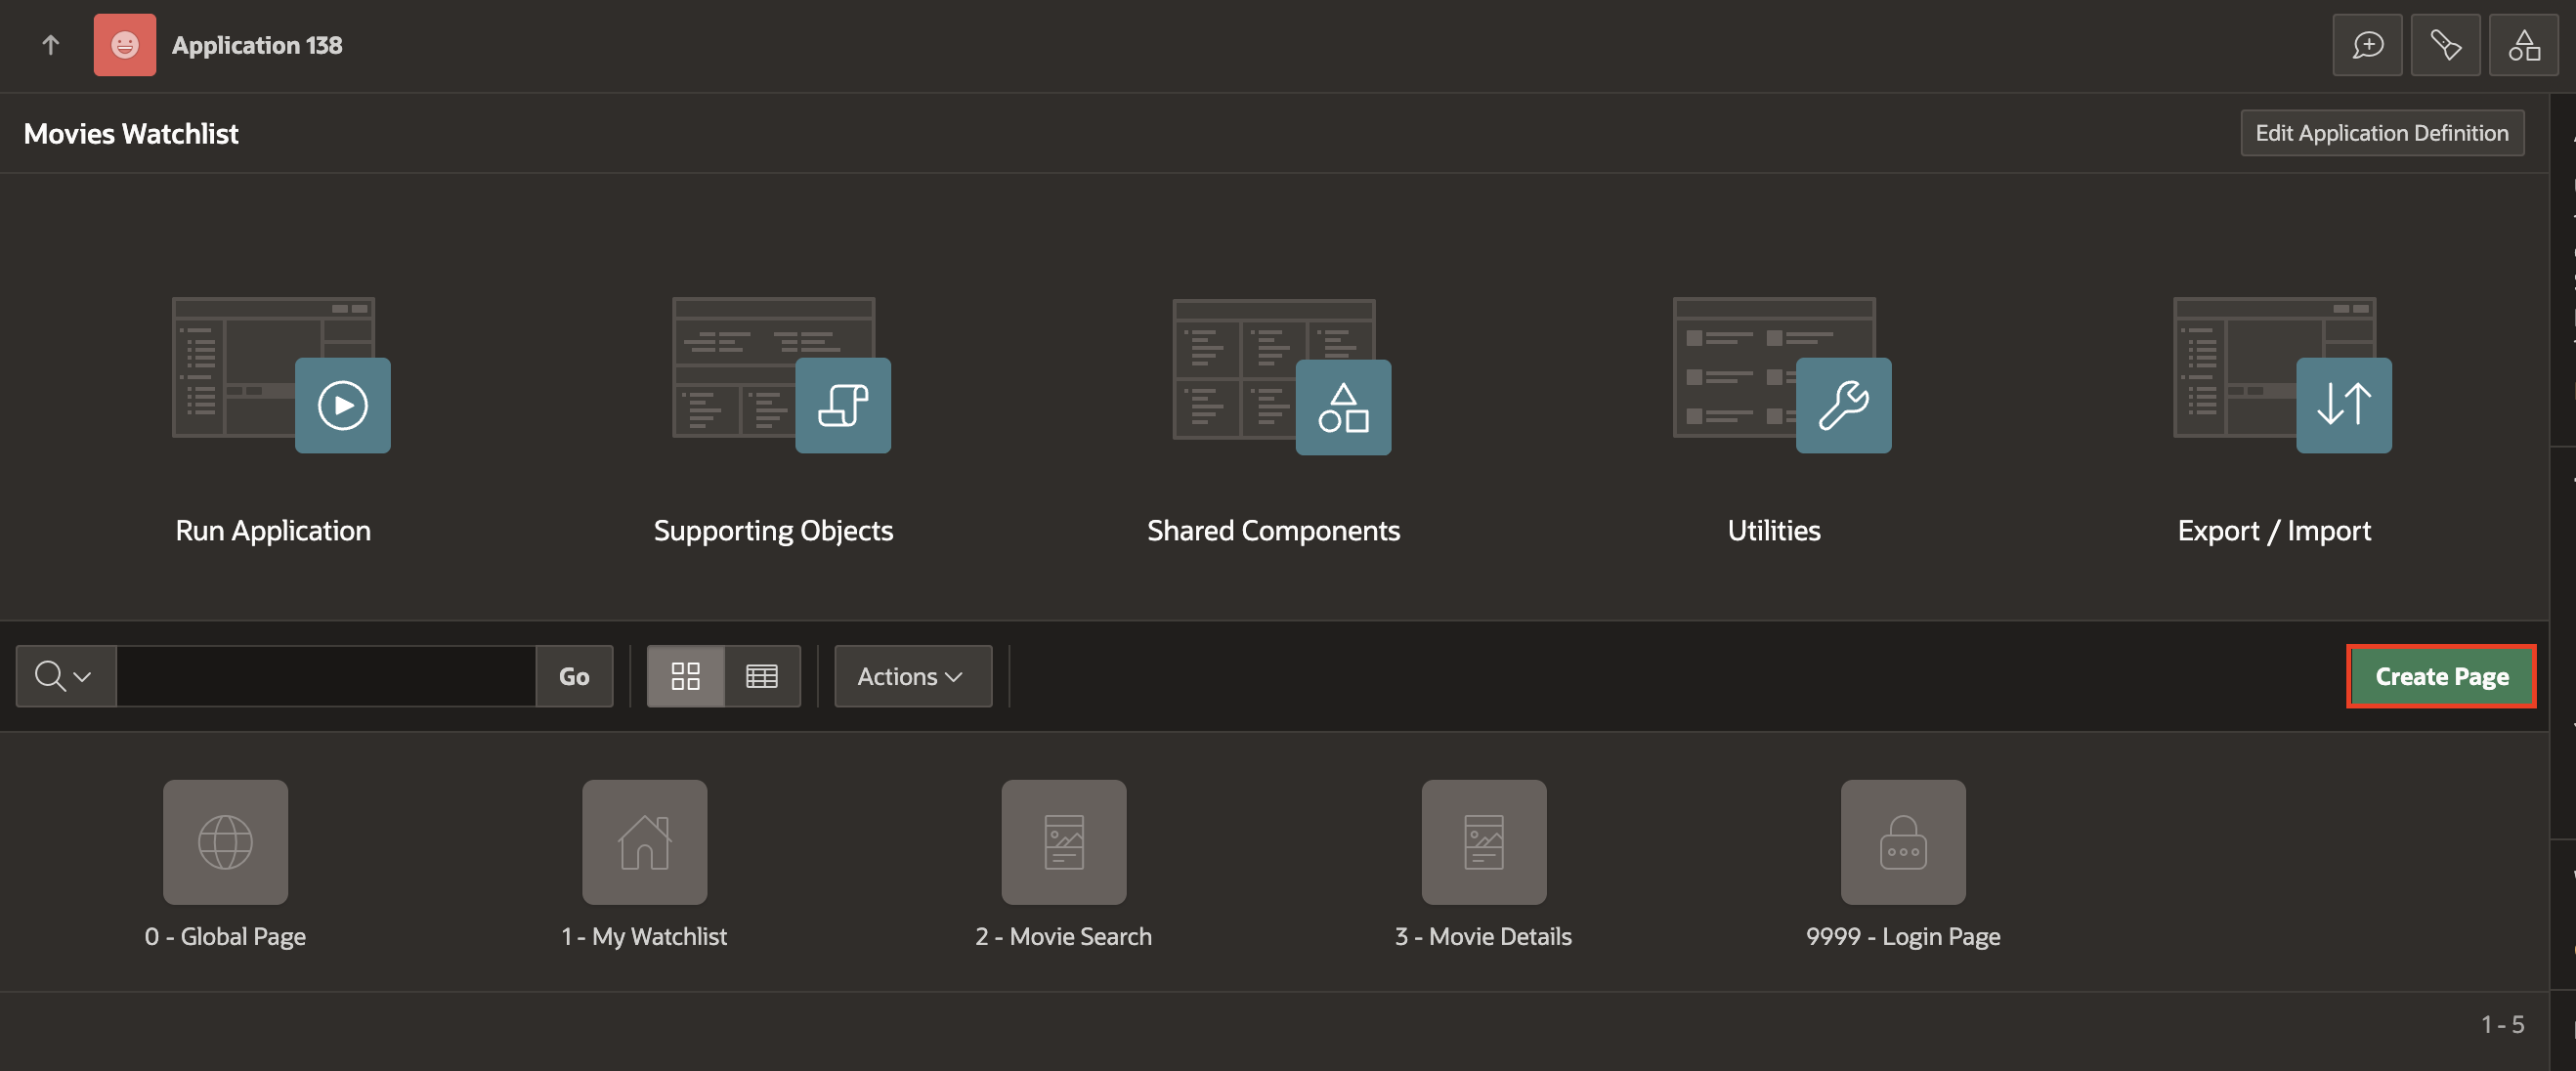 Application 138
Movies Watchlist
Edit Application Definition
Run Application
Supporting Objects
Shared Components
Utilities
Export / Import
Go
Actions
Create Page
0 - Global Page
1 - My Watchlist
2 - Movie Search
3 - Movie Details
9999 - Login Page
1 - 5